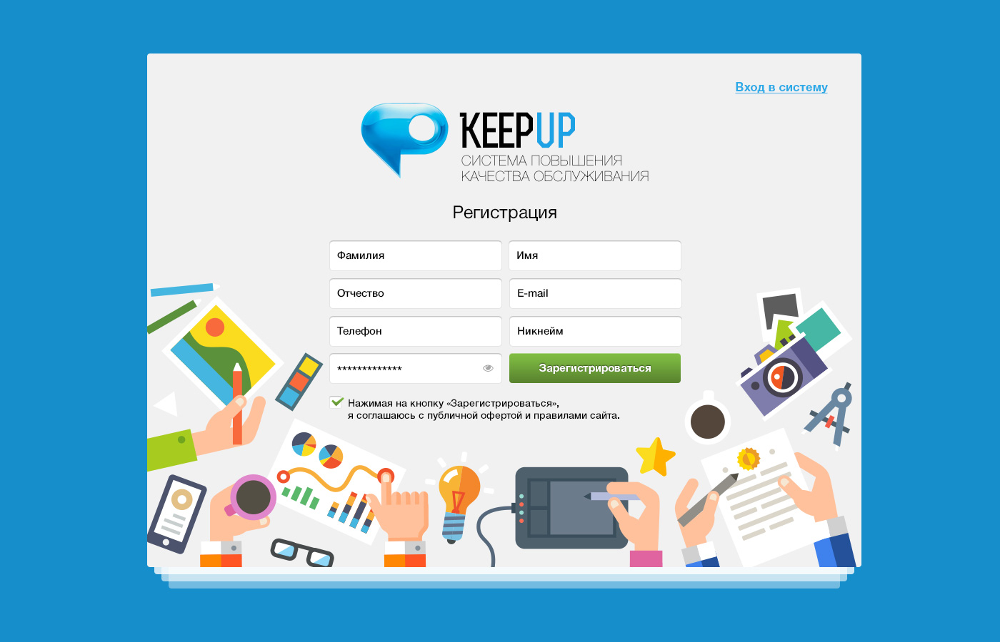 Вход в систему
KEEPUP
СИСТЕМА ПОВЫШЕНИЯ
КАЧЕСТВА ОБСЛУЖИВАНИЯ
Регистрация
Фамилия
Имя
Отчество
E-mail
Телефон
Никнейм
*************
Зарегистрироваться
Нажимая на кнопку «Зарегистрироваться»,
я соглашаюсь с публичной офертой и правилами сайта.